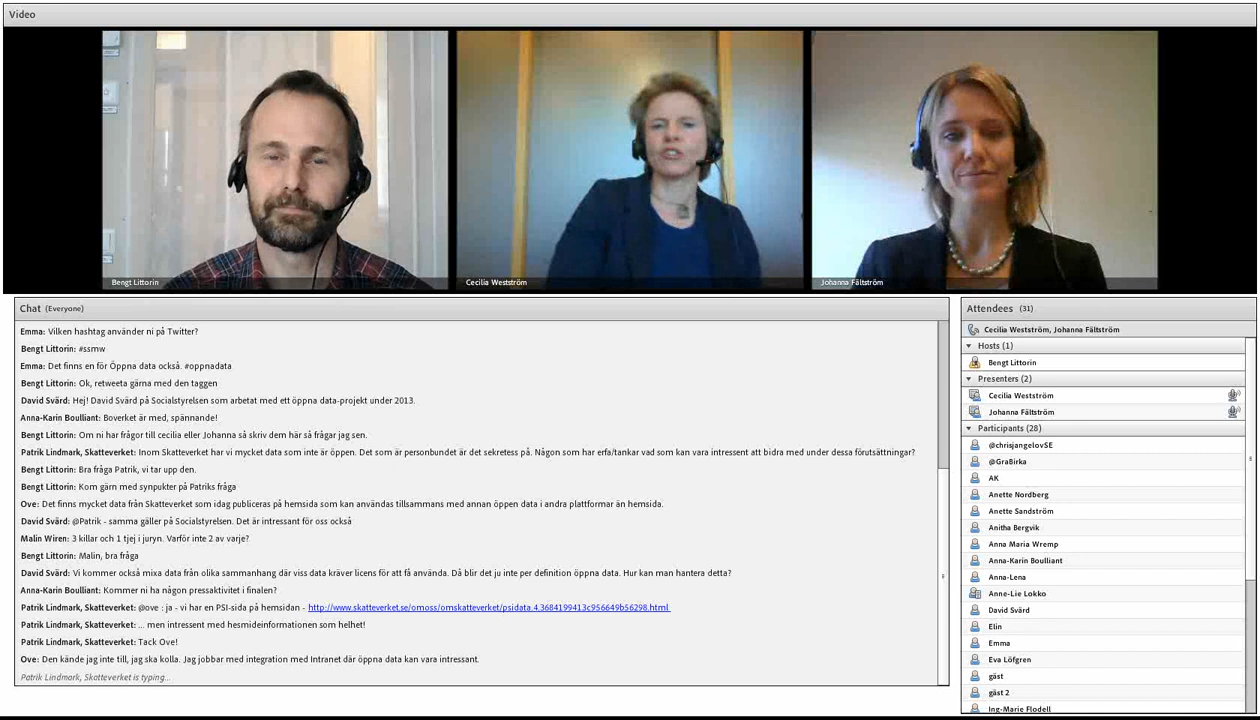 Video
Bengt Littorin
Cecilia Westström
Johanna Fältström
Chat (Everyone)
Emma: Vilken hashtag använder ni på Twitter?
Bengt Littorin: #ssmw
Emma: Det finns en för Öppna data också. #oppnadata
Bengt Littorin: Ok, retweeta gärna med den taggen
David Svärd: Hej! David Svärd på Socialstyrelsen som arbetat med ett öppna data-projekt under 2013.
Anna-Karin Boulliant: Boverket är med, spännande!
Bengt Littorin: Om ni har frågor till cecilia eller Johanna så skriv dem här så frågar jag sen.
Patrik Lindmark, Skatteverket: Inom Skatteverket har vi mycket data som inte är öppen. Det som är personbundet är det sekretess på. Någon som har erfa/tankar vad som kan vara intressent att bidra med under dessa förutsättningar?
Bengt Littorin: Bra fråga Patrik, vi tar upp den.
Bengt Littorin: Kom gärn med synpukter på Patriks fråga
Ove: Det finns mycket data från Skatteverket som idag publiceras på hemsida som kan användas tillsammans med annan öppen data i andra plattformar än hemsida.
David Svärd: @Patrik - samma gäller på Socialstyrelsen. Det är intressant för oss också
Malin Wiren: 3 killar och 1 tjej i juryn. Varför inte 2 av varje?
Bengt Littorin: Malin, bra fråga
David Svärd: Vi kommer också mixa data från olika sammanhang där viss data kräver licens för att få använda. Då blir det ju inte per definition öppna data. Hur kan man hantera detta?
Anna-Karin Boulliant: Kommer ni ha någon pressaktivitet i finalen?
Patrik Lindmark, Skatteverket: @ove : ja - vi har en PSI-sida på hemsidan - http://www.skatteverket.se/omoss/omskatteverket/psidata.4.3684199413c956649b56298.html
Patrik Lindmark, Skatteverket: ... men intressent med hesmideinformationen som helhet!
Patrik Lindmark, Skatteverket: Tack Ove!
Ove: Den kände jag inte till, jag ska kolla. Jag jobbar med integration med Intranet där öppna data kan vara intressant.
Patrik Lindmark, Skatteverket is typing...
Attendees (31)
Cecilia Westström, Johanna Fältström
Hosts (1)
Bengt Littorin
Presenters (2)
Cecilia Westström
Johanna Fältström
Participants (28)
@chrisjangelovSE
@GraBirka
AK
Anette Nordberg
Anette Sandström
Anitha Bergvik
Anna Maria Wremp
Anna-Karin Boulliant
Anna-Lena
Anne-Lie Lokko
David Svärd
Elin
Emma
Eva Löfgren
gäst
gäst 2
Ing-Marie Flodell